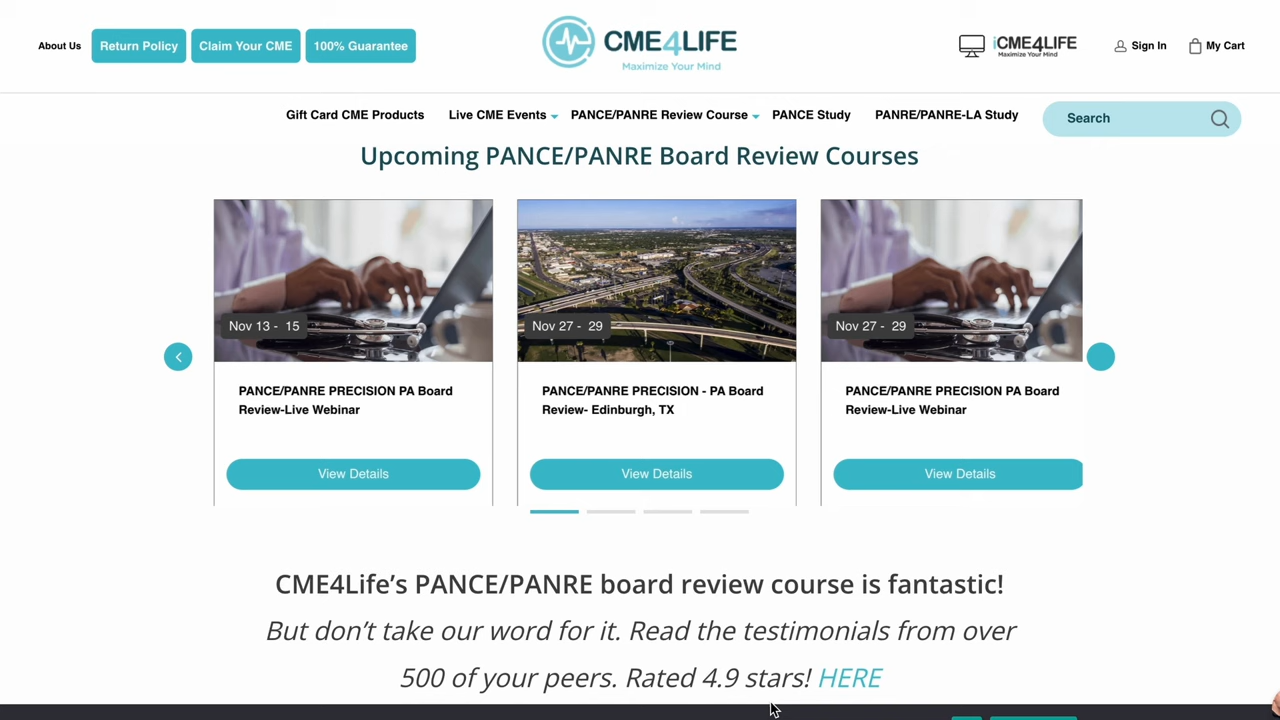 About Us
Return Policy
Claim Your CME
100% Guarantee
CME4LIFE
Maximize Your Mind
iCME4LIFE
Maximize Your Mind
Sign In
My Cart
Gift Card CME Products
Live CME Events
PANCE/PANRE Review Course
PANCE Study
PANRE/PANRE-LA Study
Search
Upcoming PANCE/PANRE Board Review Courses
Nov 13 - 15
Nov 27 - 29
Nov 27 - 29
PANCE/PANRE PRECISION PA Board
Review-Live Webinar
PANCE/PANRE PRECISION - PA Board
Review- Edinburgh, TX
PANCE/PANRE PRECISION PA Board
Review-Live Webinar
View Details
View Details
View Details
CME4Life’s PANCE/PANRE board review course is fantastic!
But don’t take our word for it. Read the testimonials from over
500 of your peers. Rated 4.9 stars! HERE